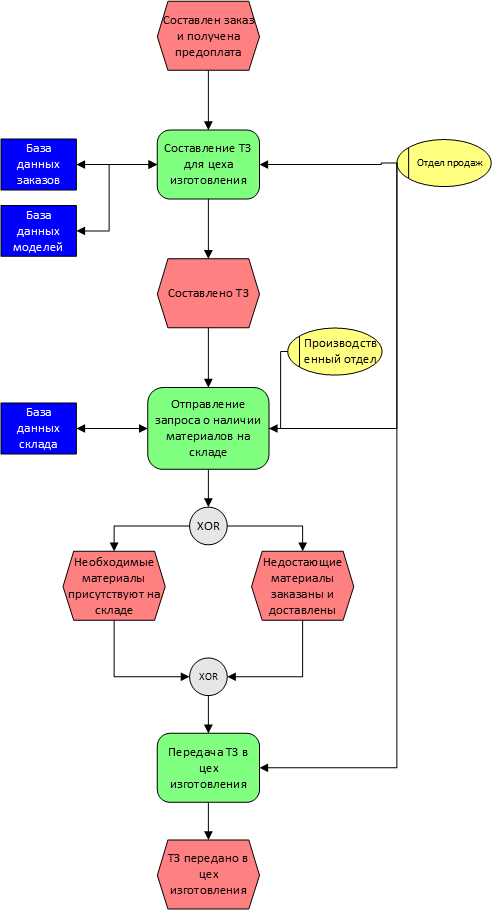 Составлен заказ
и получена
предоплата
База
данных
заказов
Составление ТЗ
для цеха
изготовления
Отдел продаж
База
данных
моделей
Составлено ТЗ
Производств
енный отдел
База
данных
склада
Отправление
запроса о наличии
материалов на
складе
XOR
Необходимые
материалы
присутствуют на
складе
Недостающие
материалы
заказаны и
доставлены
XOR
Передача ТЗ в
цех
изготовления
ТЗ передано в
цех
изготовления